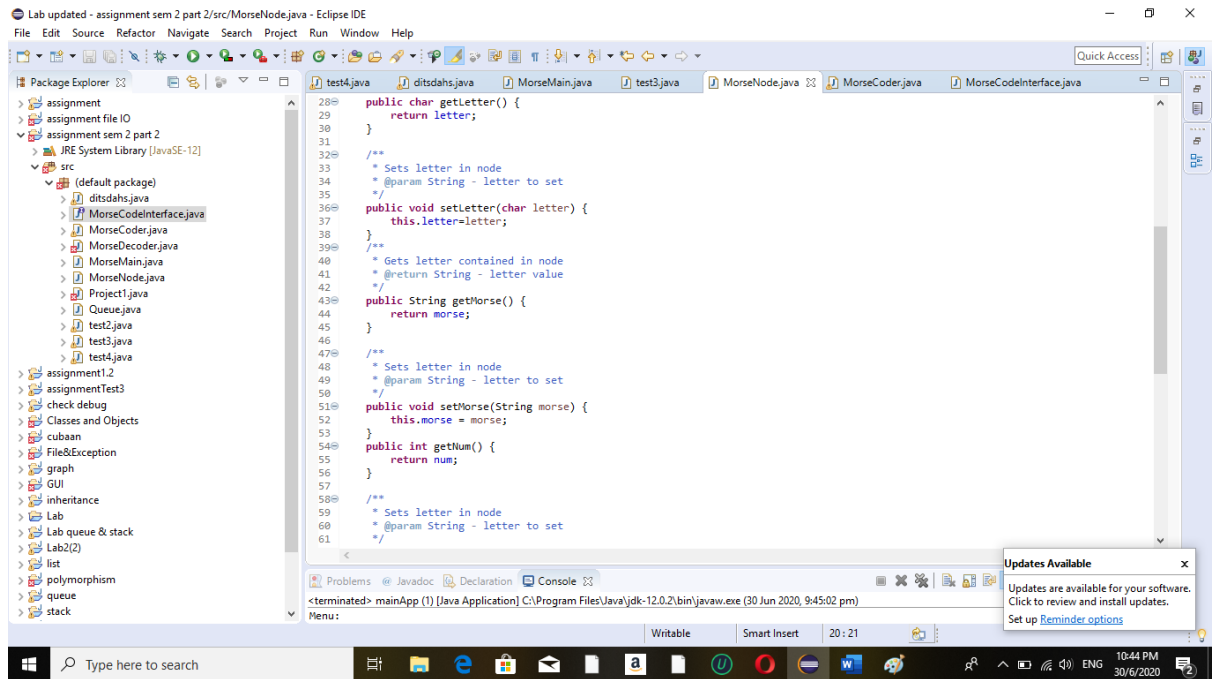 Lab updated - assignment sem 2 part 2/src/MorseNode.java - Eclipse IDE
File Edit Source Refactor Navigate Search Project Run Window Help
Quick Access
Package Explorer
assignment
assignment file IO
assignment sem 2 part 2
JRE System Library [JavaSE-12]
src
(default package)
ditsdahs.java
MorseCodeInterface.java
MorseCoder.java
MorseDecoder.java
MorseMain.java
MorseNode.java
Project1.java
Queue.java
test2.java
test3.java
test4.java
assignment1.2
assignmentTest3
check debug
Classes and Objects
cubaan
File&Exception
graph
GUI
inheritance
Lab
Lab queue & stack
Lab2(2)
list
polymorphism
queue
stack
test4.java ditsdahs.java MorseMain.java test3.java MorseNode.java MorseCoder.java MorseCodeInterface.java
28 public char getLetter() {
29 return letter;
30 }
31
32 /**
33 * Sets letter in node
34 * @param String - letter to set
35 */
36 public void setLetter(char letter) {
37 this.letter=letter;
38 }
39 /**
40 * Gets letter contained in node
41 * @return String - letter value
42 */
43 public String getMorse() {
44 return morse;
45 }
46
47 /**
48 * Sets letter in node
49 * @param String - letter to set
50 */
51 public void setMorse(String morse) {
52 this.morse = morse;
53 }
54 public int getNum() {
55 return num;
56 }
57
58 /**
59 * Sets letter in node
60 * @param String - letter to set
61 */
Problems @ Javadoc Declaration Console
<terminated> mainApp (1) [Java Application] C:\Program Files\Java\jdk-12.0.2\bin\javaw.exe (30 Jun 2020, 9:45:02 pm)
Menu:
Updates Available x
Updates are available for your software.
Click to review and install updates.
Set up Reminder options
Writable Smart Insert 20 : 21
Type here to search
ENG
10:44 PM
30/6/2020
2